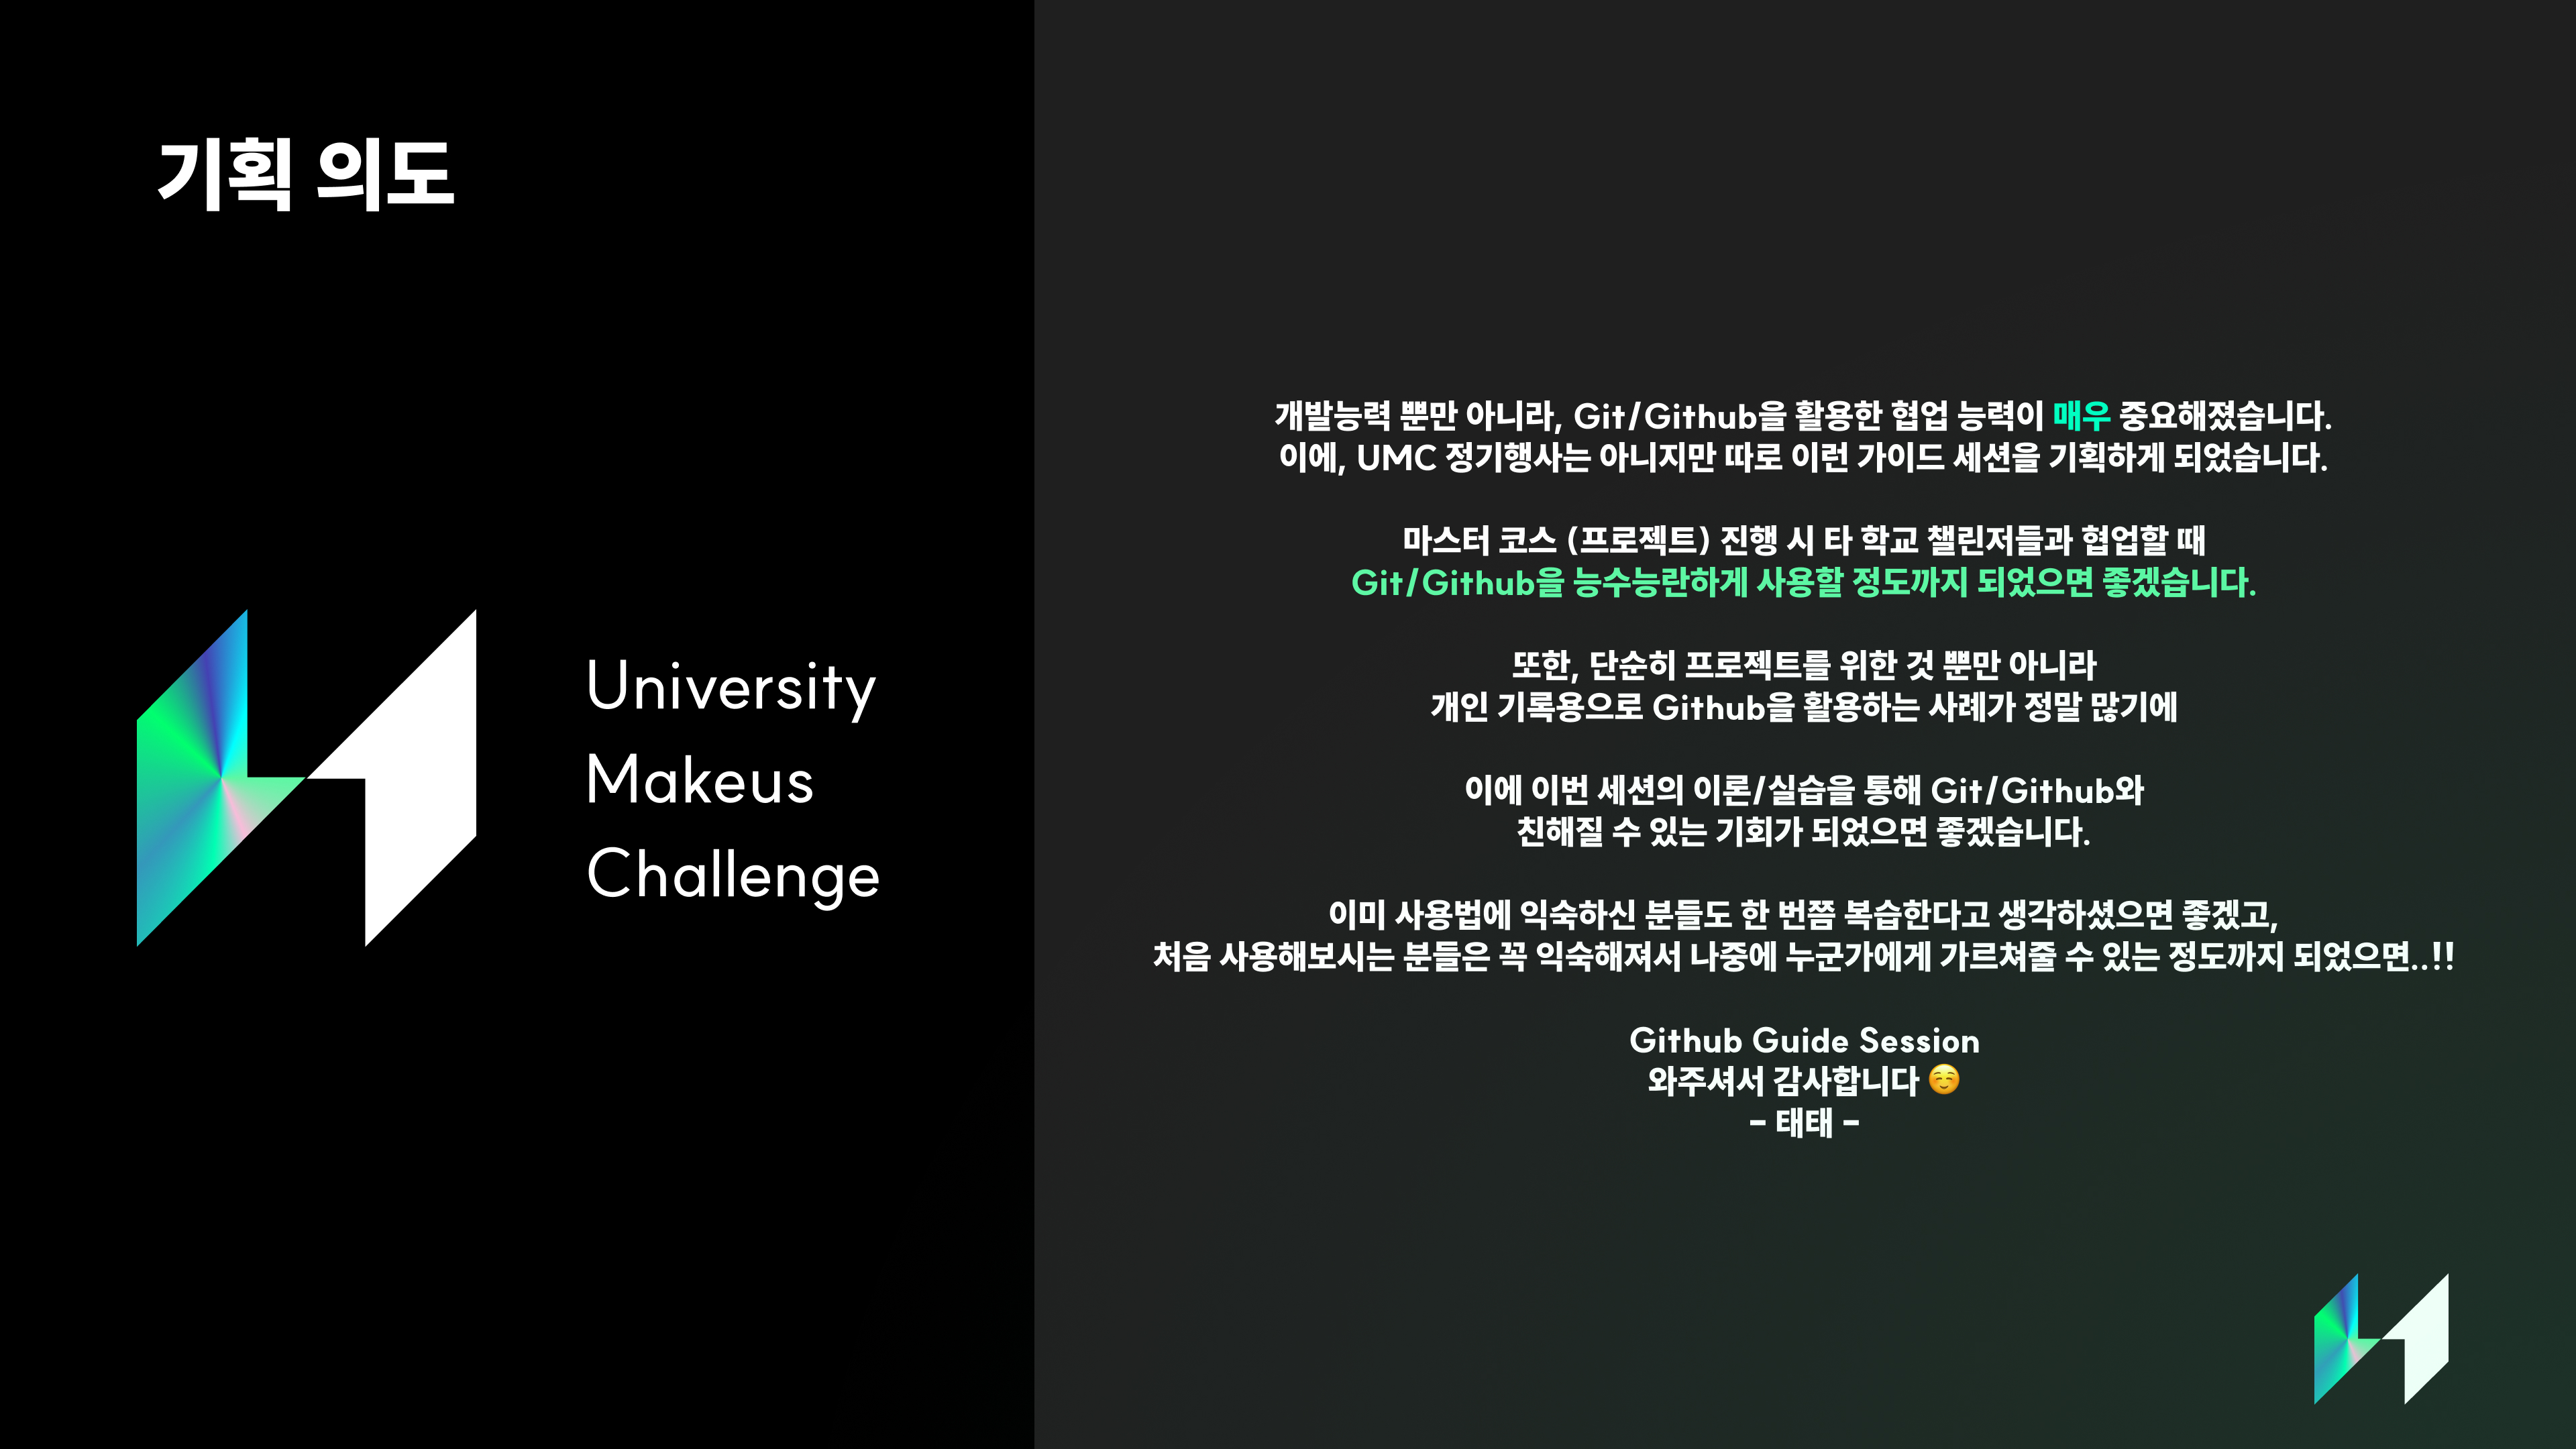 기획 의도
University
Makeus
Challenge
개발능력 뿐만 아니라, Git/Github을 활용한 협업 능력이 매우 중요해졌습니다.
이에, UMC 정기행사는 아니지만 따로 이런 가이드 세션을 기획하게 되었습니다.
마스터 코스 (프로젝트) 진행 시 타 학교 챌린저들과 협업할 때
Git/Github을 능수능란하게 사용할 정도까지 되었으면 좋겠습니다.
또한, 단순히 프로젝트를 위한 것 뿐만 아니라
개인 기록용으로 Github을 활용하는 사례가 정말 많기에
이에 이번 세션의 이론/실습을 통해 Git/Github와
친해질 수 있는 기회가 되었으면 좋겠습니다.
이미 사용법에 익숙하신 분들도 한 번쯤 복습한다고 생각하셨으면 좋겠고,
처음 사용해보시는 분들은 꼭 익숙해져서 나중에 누군가에게 가르쳐줄 수 있는 정도까지 되었으면..!!
Github Guide Session
와주셔서 감사합니다 ☺️
- 태태 -